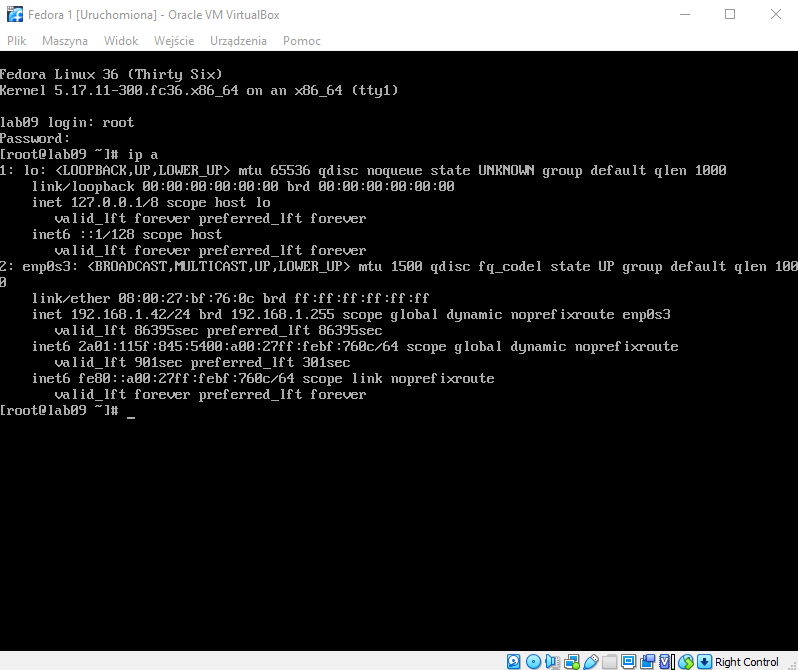 Fedora 1 [Uruchomiona] - Oracle VM VirtualBox
Plik Maszyna Widok Wejście Urządzenia Pomoc
Fedora Linux 36 (Thirty Six)
Kernel 5.17.11-300.fc36.x86_64 on an x86_64 (tty1)
lab09 login: root
Password:
[root@lab09 ~]# ip a
1: lo: <LOOPBACK,UP,LOWER_UP> mtu 65536 qdisc noqueue state UNKNOWN group default qlen 1000
    link/loopback 00:00:00:00:00:00 brd 00:00:00:00:00:00
    inet 127.0.0.1/8 scope host lo
       valid_lft forever preferred_lft forever
    inet6 ::1/128 scope host
       valid_lft forever preferred_lft forever
2: enp0s3: <BROADCAST,MULTICAST,UP,LOWER_UP> mtu 1500 qdisc fq_codel state UP group default qlen 100
0
    link/ether 08:00:27:bf:76:0c brd ff:ff:ff:ff:ff:ff
    inet 192.168.1.42/24 brd 192.168.1.255 scope global dynamic noprefixroute enp0s3
       valid_lft 86395sec preferred_lft 86395sec
    inet6 2a01:115f:845:5400:a00:27ff:febf:760c/64 scope global dynamic noprefixroute
       valid_lft 901sec preferred_lft 301sec
    inet6 fe80::a00:27ff:febf:760c/64 scope link noprefixroute
       valid_lft forever preferred_lft forever
[root@lab09 ~]# _
Right Control